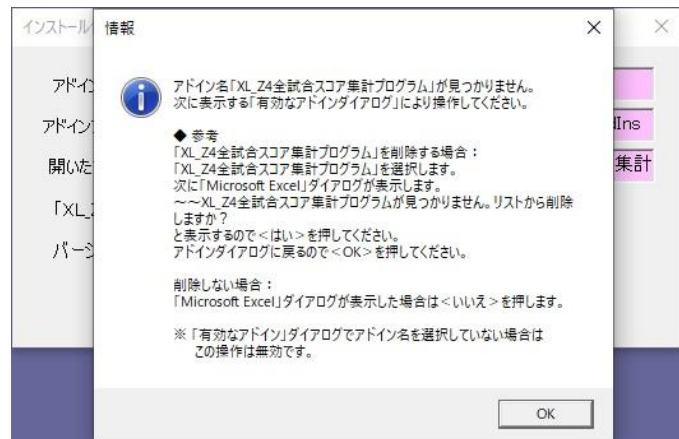 インストール
情報
アドイン名「XL_Z4全試合スコア集計プログラム」が見つかりません。
次に表示する「有効なアドインダイアログ」により操作してください。
◆ 参考
「XL_Z4全試合スコア集計プログラム」を削除する場合：
「XL_Z4全試合スコア集計プログラム」を選択します。
次に「Microsoft Excel」ダイアログが表示します。
～～XL_Z4全試合スコア集計プログラムが見つかりません。リストから削除
しますか？
と表示するので＜はい＞を押してください。
アドインダイアログに戻るので＜OK＞を押してください。
削除しない場合：
「Microsoft Excel」ダイアログが表示した場合は＜いいえ＞を押します。
※「有効なアドイン」ダイアログでアドイン名を選択していない場合は
この操作は無効です。
OK
アドイン
アドイン
dIns
開いた
集計
「XL_
バージ